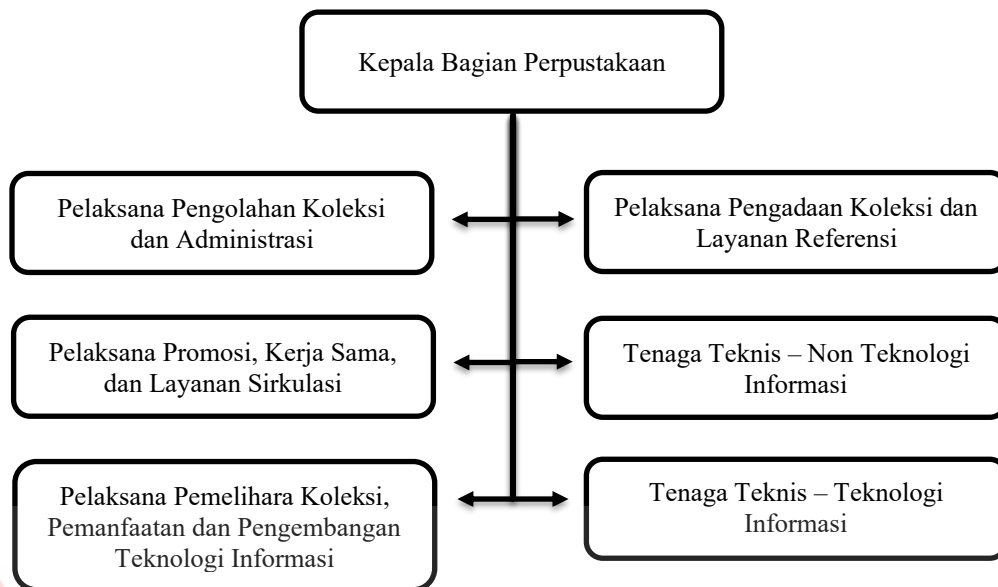 Kepala Bagian Perpustakaan
Pelaksana Pengolahan Koleksi
dan Administrasi
Pelaksana Pengadaan Koleksi dan
Layanan Referensi
Pelaksana Promosi, Kerja Sama,
dan Layanan Sirkulasi
Tenaga Teknis – Non Teknologi
Informasi
Pelaksana Pemelihara Koleksi,
Pemanfaatan dan Pengembangan
Teknologi Informasi
Tenaga Teknis – Teknologi
Informasi